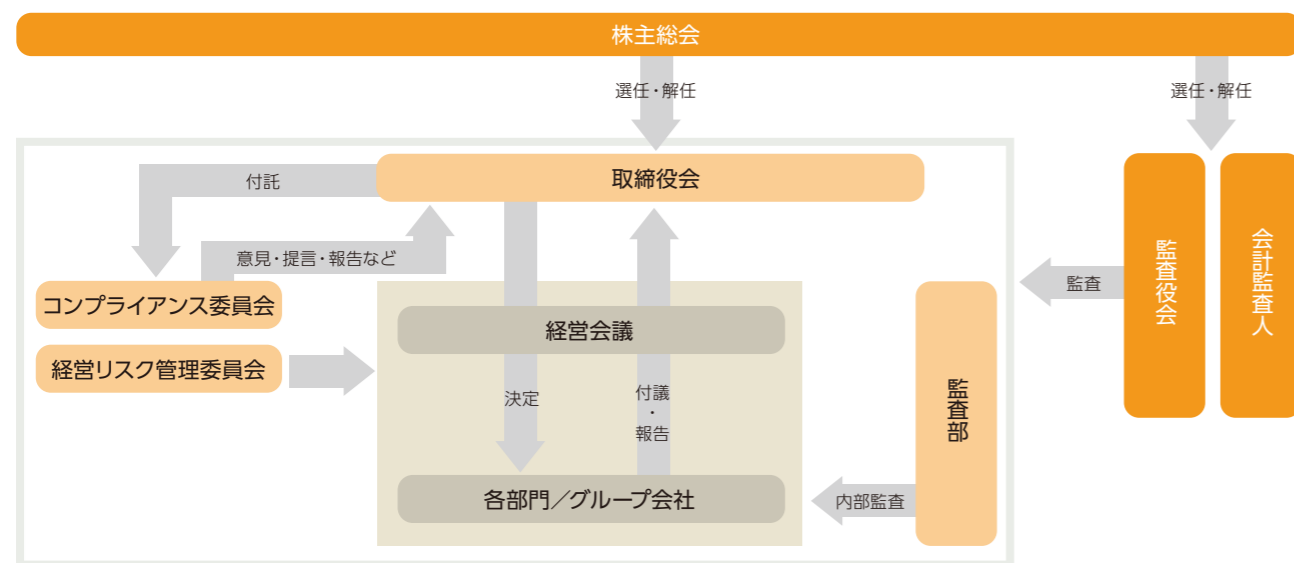 株主総会
選任・解任
選任・解任
取締役会
付託
意見・提言・報告など
コンプライアンス委員会
経営リスク管理委員会
経営会議
決定
付議
・
報告
各部門／グループ会社
監査部
内部監査
監査
監査役会
会計監査人